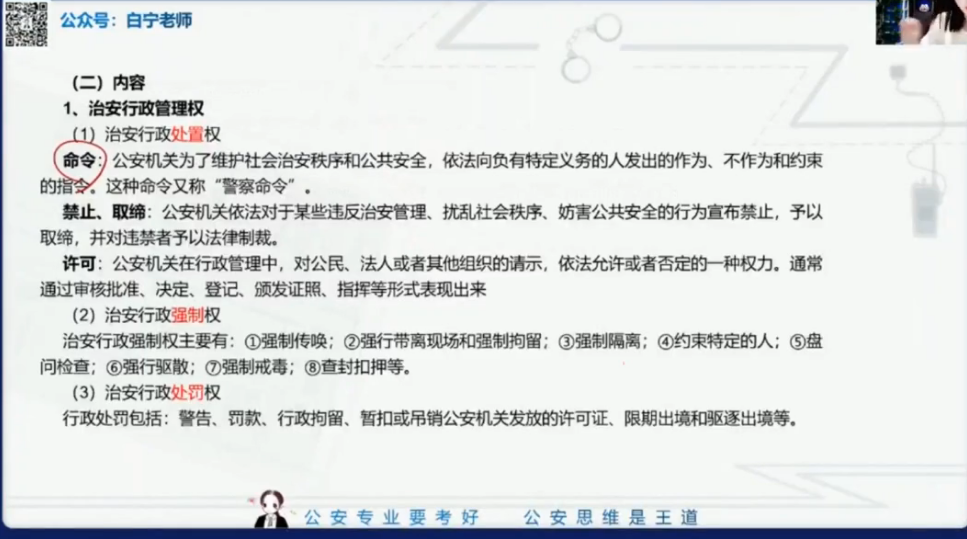 公众号：白宁老师
（二）内容
1、治安行政管理权
（1）治安行政处置权
命令：公安机关为了维护社会治安秩序和公共安全，依法向负有特定义务的人发出的作为、不作为和约束
的指令。这种命令又称“警察命令”。
禁止、取缔：公安机关依法对于某些违反治安管理、扰乱社会秩序、妨害公共安全的行为宣布禁止，予以
取缔，并对违禁者予以法律制裁。
许可：公安机关在行政管理中，对公民、法人或者其他组织的请示，依法允许或者否定的一种权力。通常
通过审核批准、决定、登记、颁发证照、指挥等形式表现出来
（2）治安行政强制权
治安行政强制权主要有：①强制传唤；②强行带离现场和强制拘留；③强制隔离；④约束特定的人；⑤盘
问检查；⑥强行驱散；⑦强制戒毒；⑧查封扣押等。
（3）治安行政处罚权
行政处罚包括：警告、罚款、行政拘留、暂扣或吊销公安机关发放的许可证、限期出境和驱逐出境等。
公安专业要考好 公安思维是王道